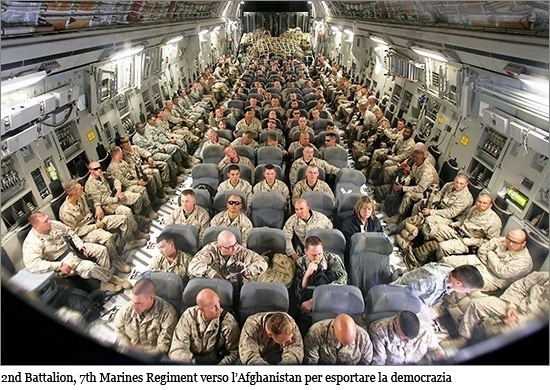 2nd Battalion, 7th Marines Regiment verso l'Afghanistan per esportare la democrazia